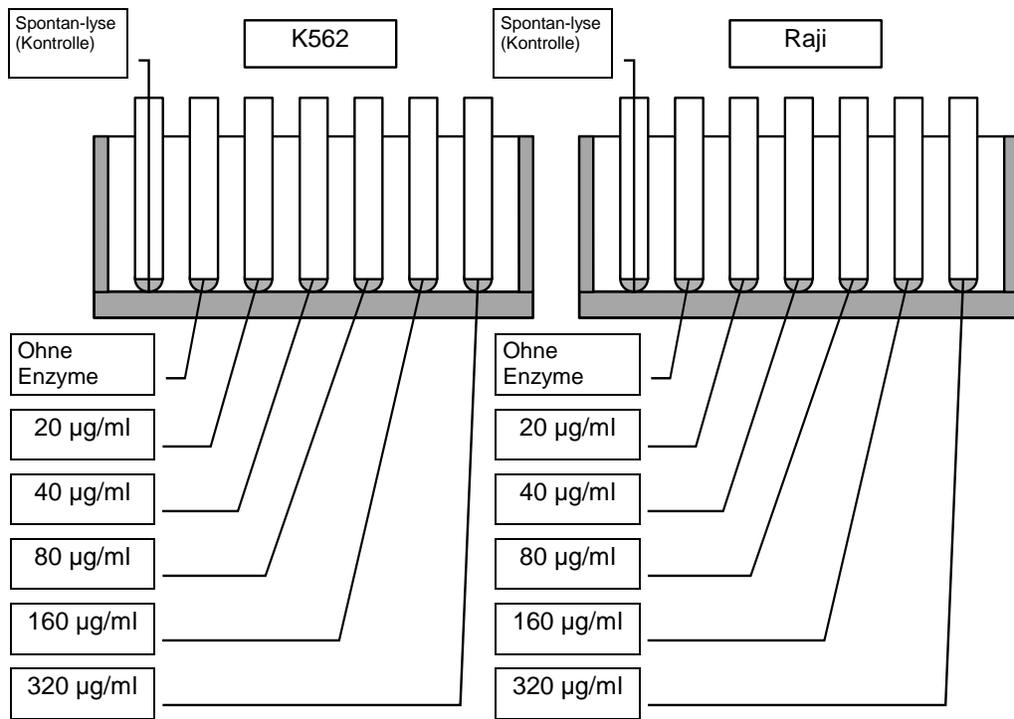 Spontan-lyse
(Kontrolle)
K562
Ohne
Enzyme
20 µg/ml
40 µg/ml
80 µg/ml
160 µg/ml
320 µg/ml
Spontan-lyse
(Kontrolle)
Raji
Ohne
Enzyme
20 µg/ml
40 µg/ml
80 µg/ml
160 µg/ml
320 µg/ml